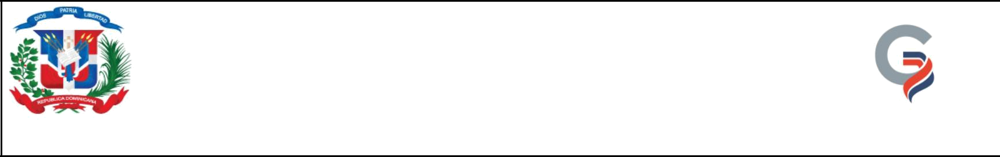 DIOS PATRIA LIBERTAD
REPUBLICA DOMINICANA